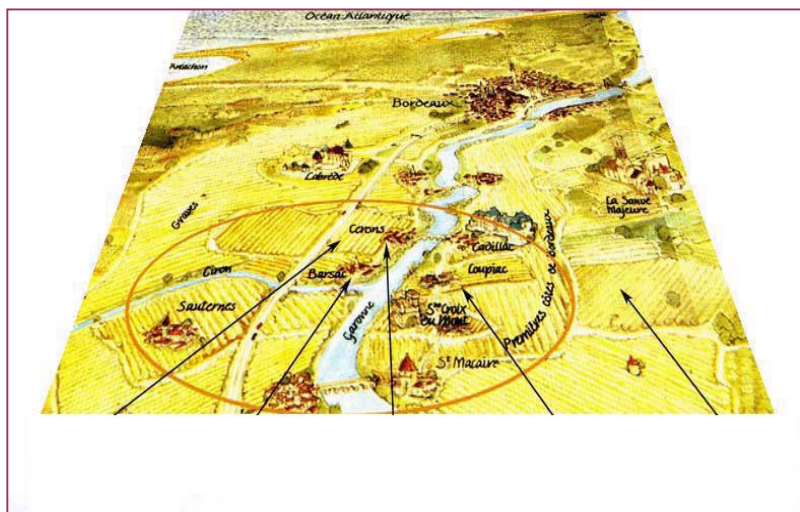 Océan Atlantique
Arcachon
Bordeaux
Labrède
La Sauve
Majeure
Graves
Cerons
Cadillac
Ciron
Barsac
Loupiac
Sauternes
Garonne
Ste Croix
du Mont
Premières côtes de bordeaux
St Macaire